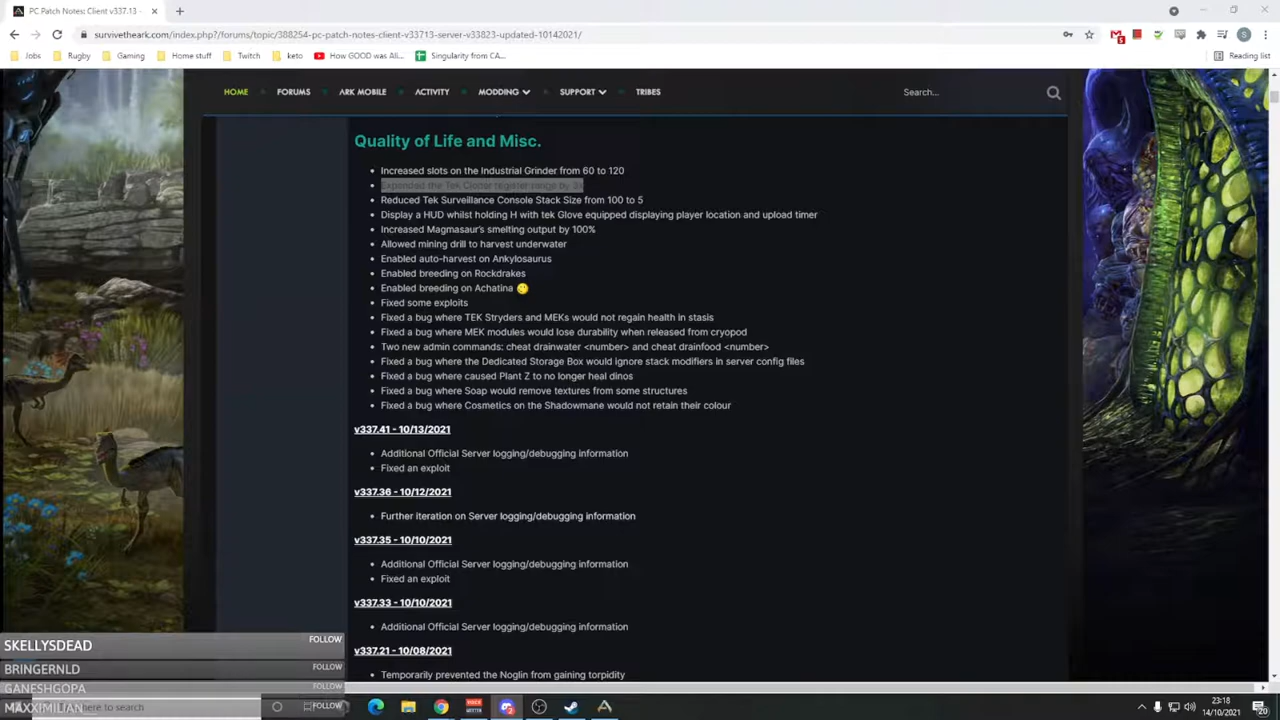 PC Patch Notes: Client v337.13 -
survivetheark.com/index.php?/forums/topic/388254-pc-patch-notes-client-v33713-server-v33823-updated-10142021/
Jobs Rugby Gaming Home stuff Twitch keto How GOOD was Ali... Singularity from CA... Reading list
HOME FORUMS ARK MOBILE ACTIVITY MODDING SUPPORT TRIBES Search...
Quality of Life and Misc.
Increased slots on the Industrial Grinder from 60 to 120
Expanded the Tek Cloner register range by 3x
Reduced Tek Surveillance Console Stack Size from 100 to 5
Display a HUD whilst holding H with tek Glove equipped displaying player location and upload timer
Increased Magmasaur's smelting output by 100%
Allowed mining drill to harvest underwater
Enabled auto-harvest on Ankylosaurus
Enabled breeding on Rockdrakes
Enabled breeding on Achatina
Fixed some exploits
Fixed a bug where TEK Stryders and MEKs would not regain health in stasis
Fixed a bug where MEK modules would lose durability when released from cryopod
Two new admin commands: cheat drainwater <number> and cheat drainfood <number>
Fixed a bug where the Dedicated Storage Box would ignore stack modifiers in server config files
Fixed a bug where caused Plant Z to no longer heal dinos
Fixed a bug where Soap would remove textures from some structures
Fixed a bug where Cosmetics on the Shadowmane would not retain their colour
v337.41 - 10/13/2021
Additional Official Server logging/debugging information
Fixed an exploit
v337.36 - 10/12/2021
Further iteration on Server logging/debugging information
v337.35 - 10/10/2021
Additional Official Server logging/debugging information
Fixed an exploit
v337.33 - 10/10/2021
Additional Official Server logging/debugging information
v337.21 - 10/08/2021
Temporarily prevented the Noglin from gaining torpidity
SKELLYSDEAD FOLLOW
BRINGERNLD FOLLOW
GANESHGOPA FOLLOW
MAXXIMILIAN__ here to search FOLLOW
23:18
14/10/2021
20